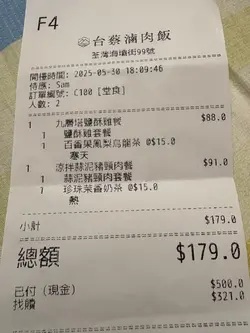 F4
台藝滷肉飯
荃灣海壩街99號
開檯時間: 2025-05-30 18:09:46
侍應: Sam
訂單編號: C100 [堂食]
人數: 2
1 九層塔鹽酥雞餐 $88.0
1 鹽酥雞套餐
1 百香果鳳梨烏龍茶 @$15.0
寒天
1 涼拌蒜泥豬頸肉餐 $91.0
1 蒜泥豬頸肉套餐
1 珍珠茉香奶茶 @$15.0
熱
小計 $179.0
總額 $179.0
已付 (現金) $500.0
找贖 $321.0